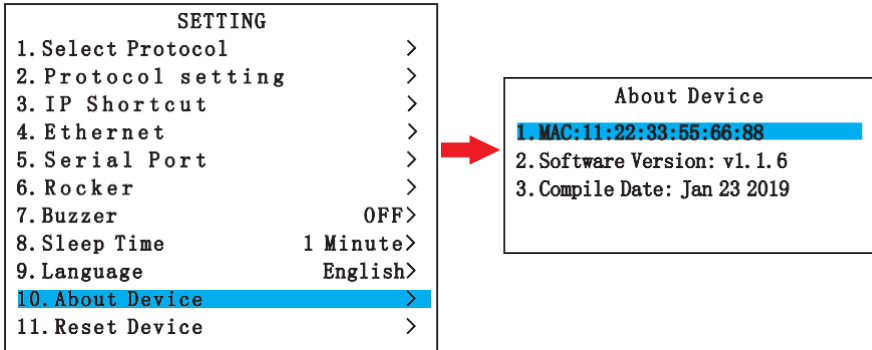 SETTING
1. Select Protocol >
2. Protocol setting >
3. IP Shortcut >
4. Ethernet >
5. Serial Port >
6. Rocker >
7. Buzzer OFF>
8. Sleep Time 1 Minute>
9. Language English>
10. About Device >
11. Reset Device >
About Device
1. MAC:11:22:33:55:66:88
2. Software Version: v1.1.6
3. Compile Date: Jan 23 2019